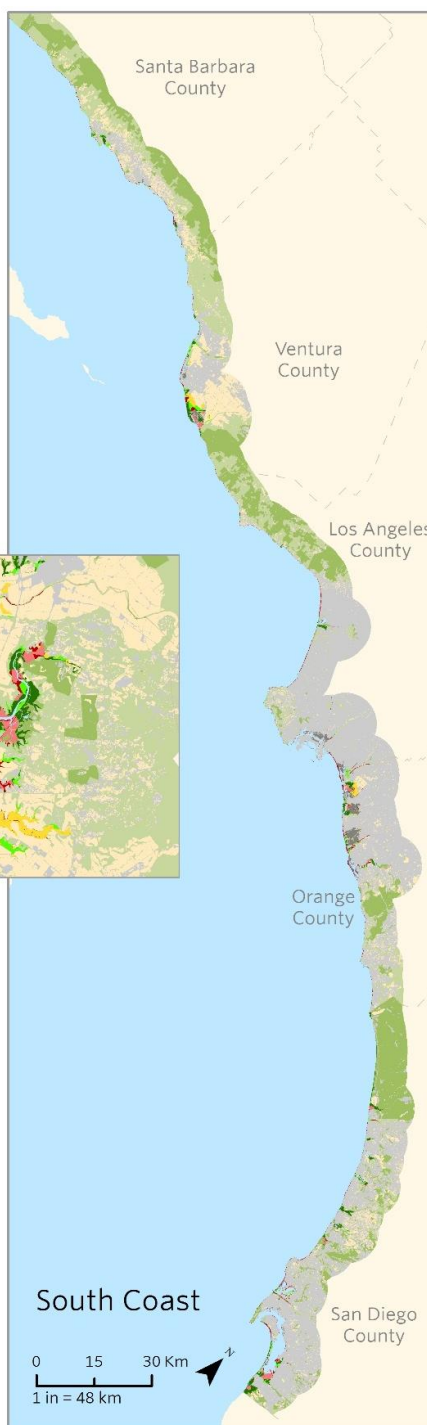 Santa Barbara
County
Ventura
County
Los Angeles
County
Orange
County
South Coast
San Diego
County
0 15 30 Km
N
1 in = 48 km